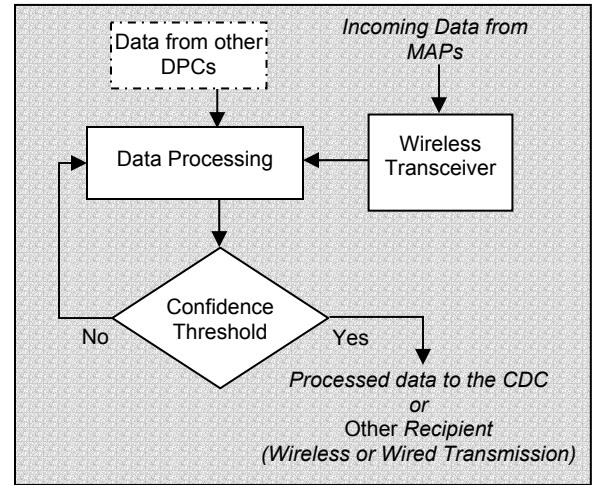 Data from other
DPCs
Incoming Data from
MAPs
Data Processing
Wireless
Transceiver
Confidence
Threshold
No
Yes
Processed data to the CDC
or
Other Recipient
(Wireless or Wired Transmission)